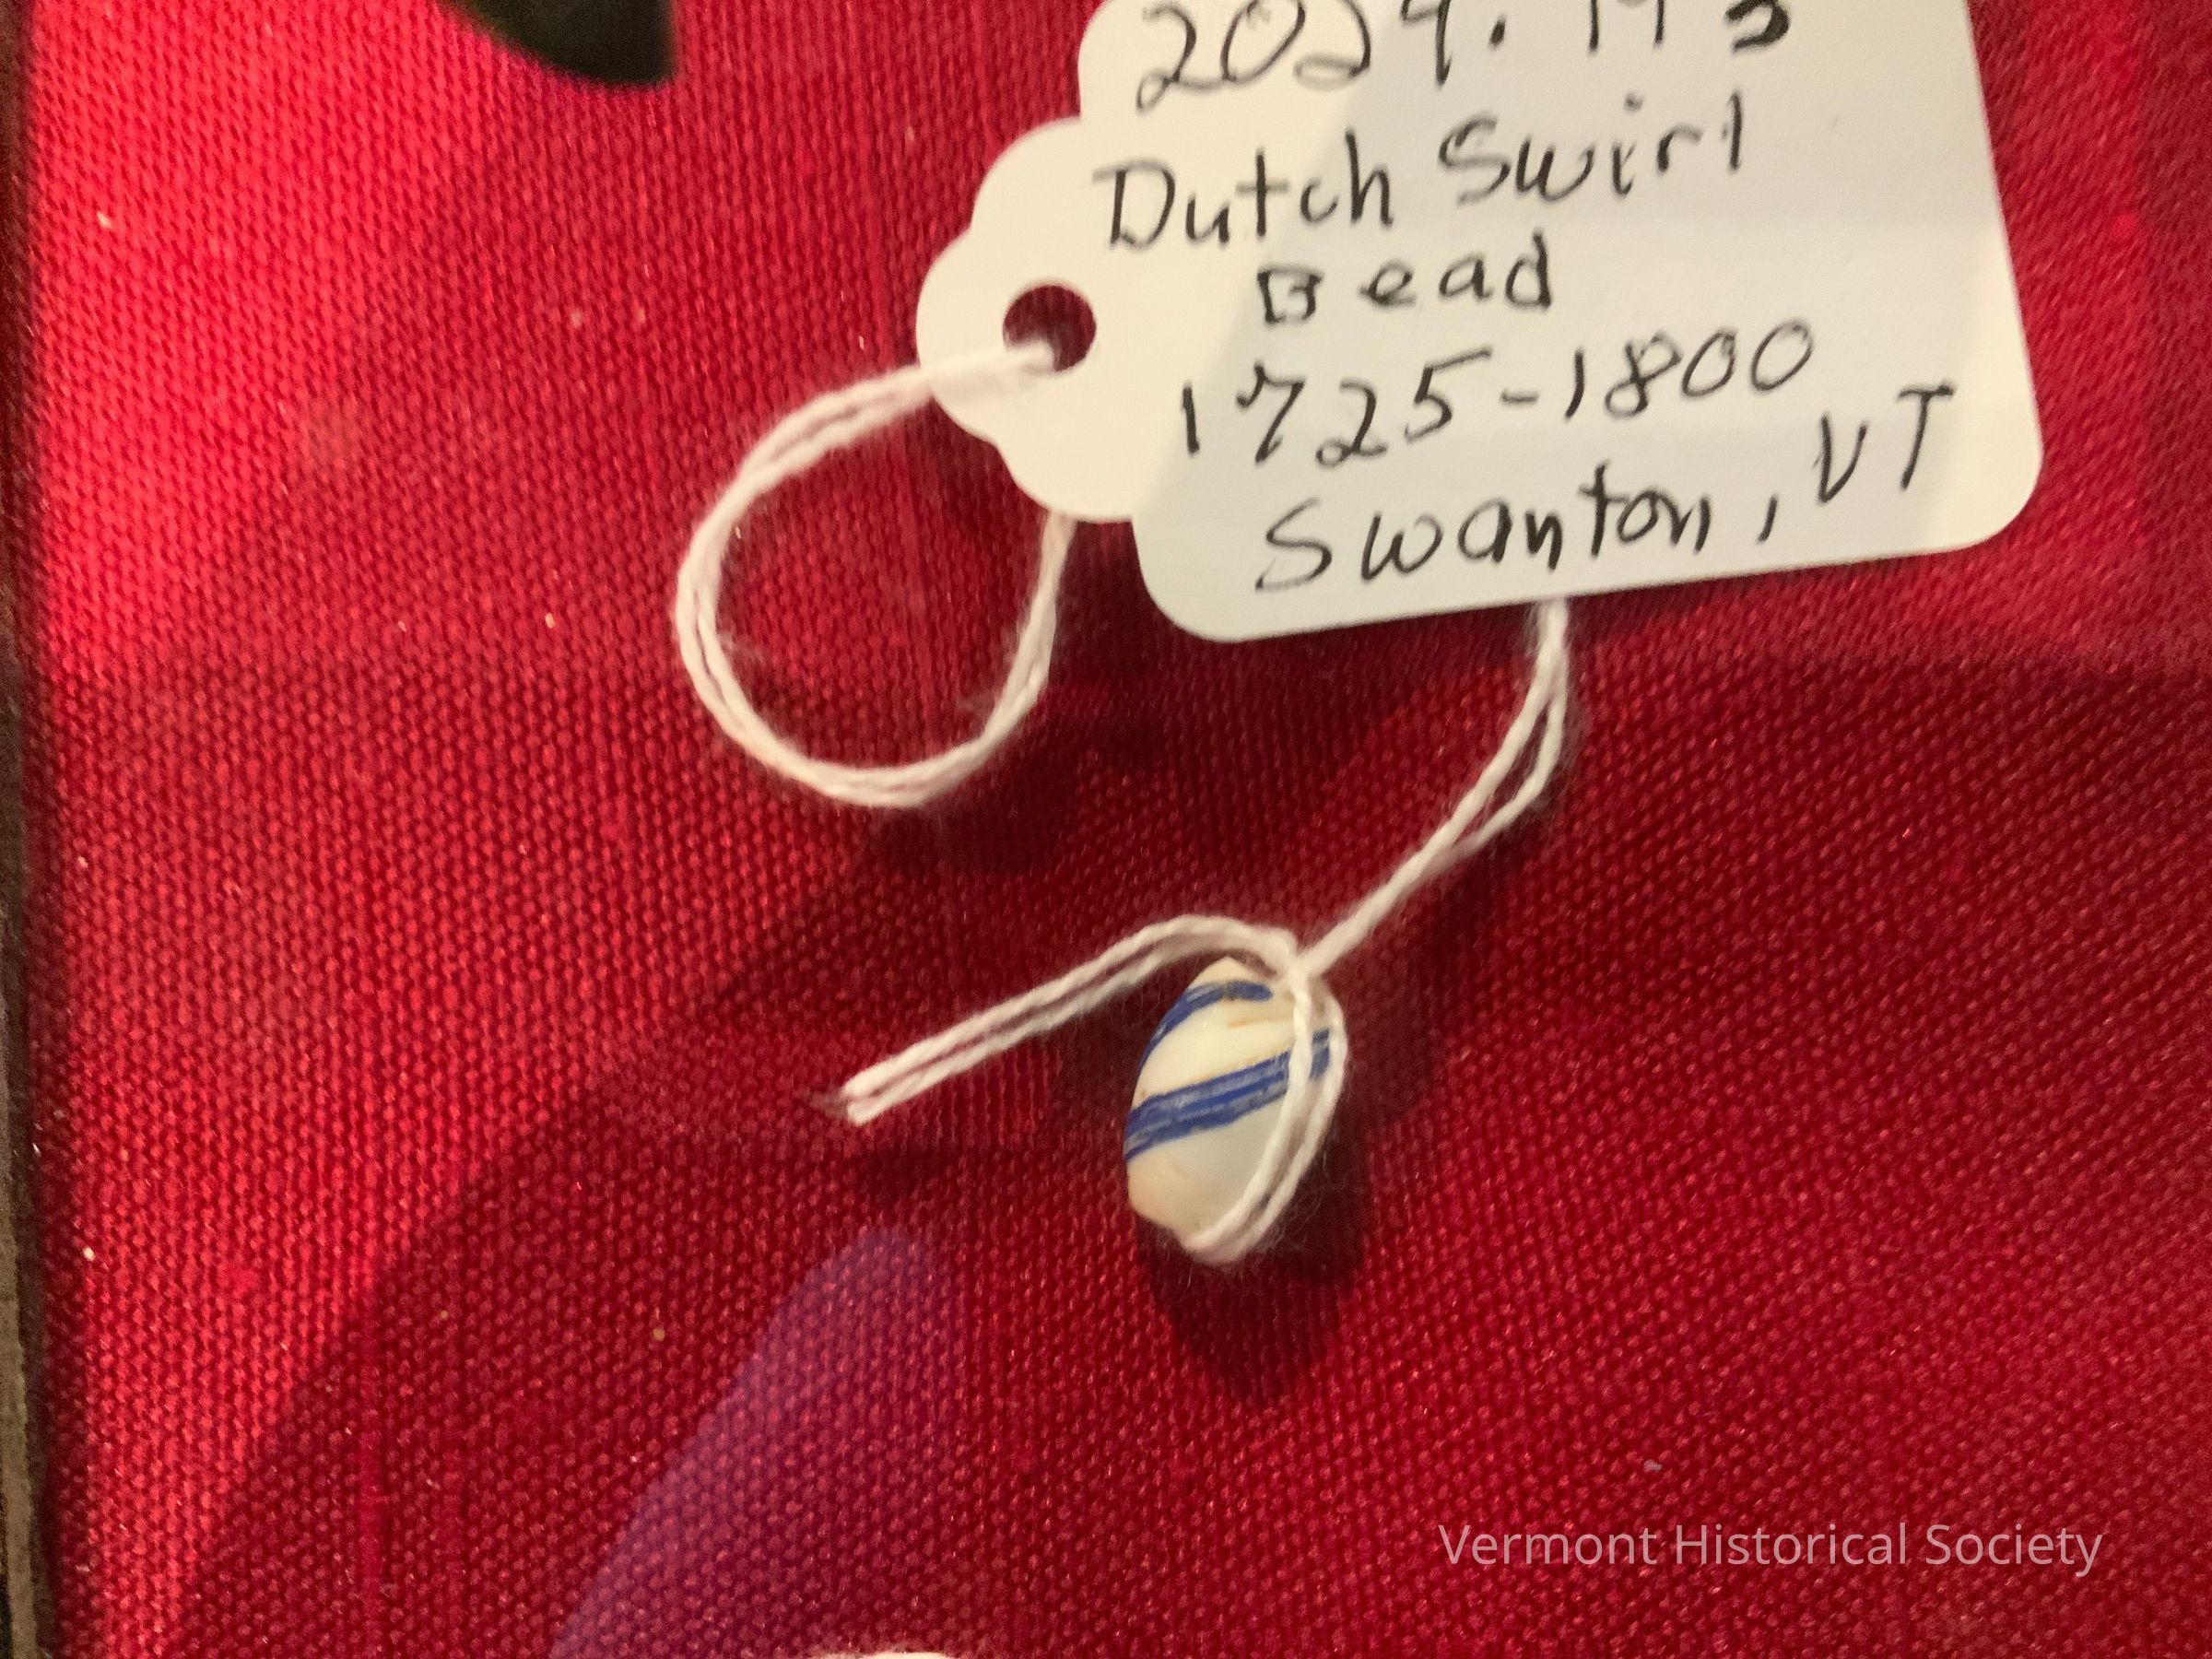 Dutch Swirl
Bead
1725-1800
Swanton, VT
Vermont Historical Society